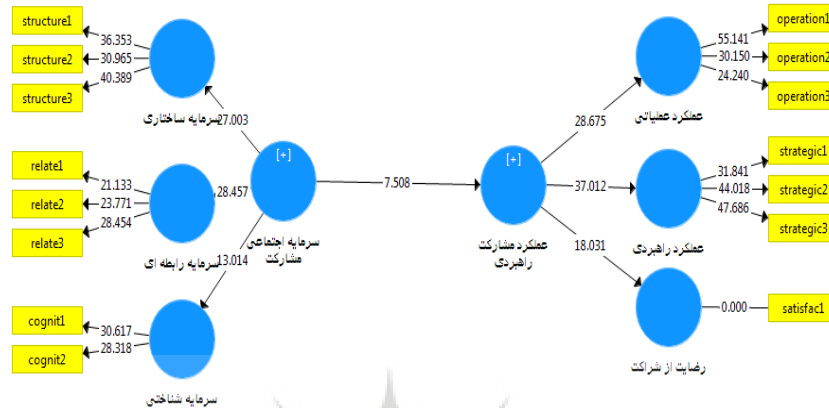 structure1
structure2
structure3
36.353
30.965
40.389
سرمایه ساختاری
27.003
relate1
relate2
relate3
21.133
23.771
28.454
سرمایه رابطه ای
28.457
cognit1
cognit2
30.617
28.318
سرمایه شناختی
13.014
[+]
سرمایه اجتماعی
مشارکت
7.508
[+]
عملکرد مشارکت
راهبردی
28.675
37.012
18.031
عملکرد عملیاتی
55.141
30.150
24.240
operation1
operation2
operation3
عملکرد راهبردی
31.841
44.018
47.686
strategic1
strategic2
strategic3
رضایت از شراکت
0.000
satisfac1